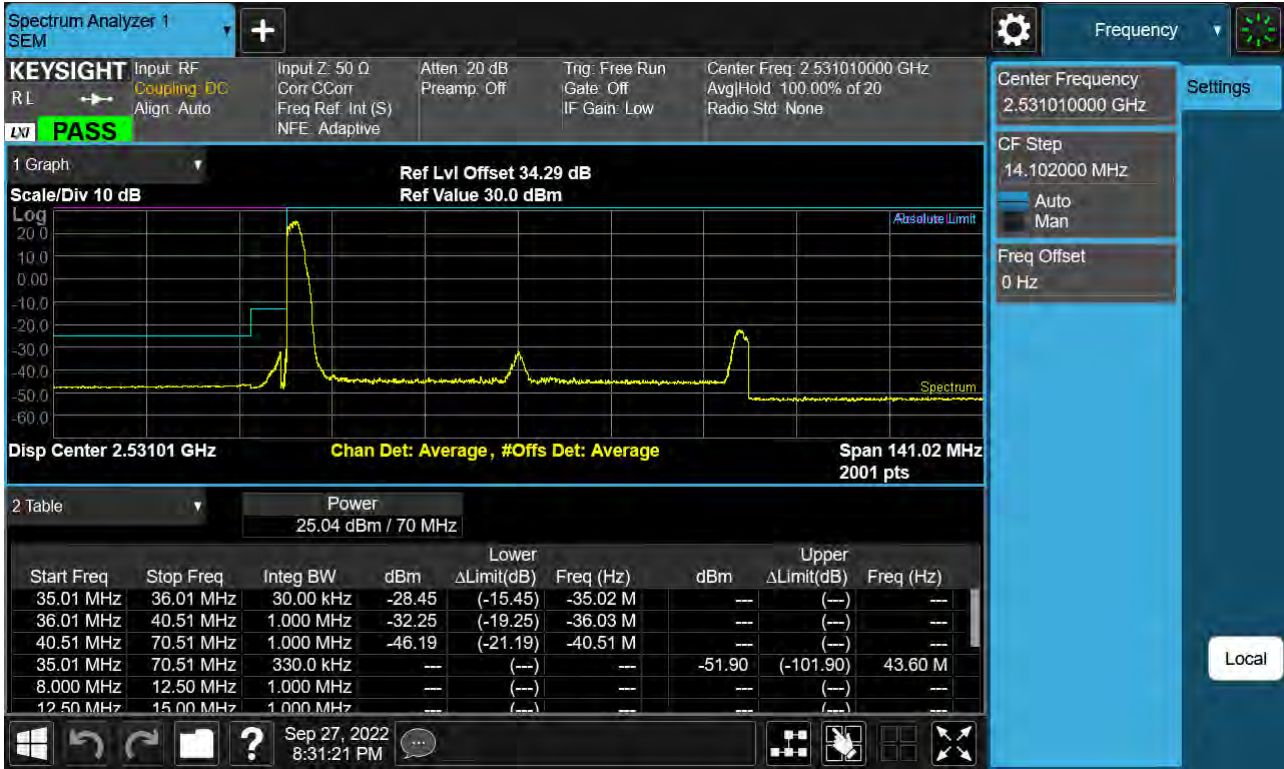 Spectrum Analyzer 1
SEM
Frequency
KEYSIGHT
R L
LXI
PASS
Input: RF
Coupling: DC
Align: Auto
Input Z: 50 Ω
Corr CCorr
Freq Ref: Int (S)
NFE: Adaptive
Atten: 20 dB
Preamp: Off
Trig: Free Run
Gate: Off
IF Gain: Low
Center Freq: 2.531010000 GHz
Avg|Hold: 100.00% of 20
Radio Std: None
Center Frequency
2.531010000 GHz
Settings
CF Step
14.102000 MHz
Auto
Man
Freq Offset
0 Hz
Local
1 Graph
Scale/Div 10 dB
Ref Lvl Offset 34.29 dB
Ref Value 30.0 dBm
Log
Absolute Limit
20.0
10.0
0.00
-10.0
-20.0
-30.0
-40.0
-50.0
-60.0
Spectrum
Disp Center 2.53101 GHz
Chan Det: Average, #Offs Det: Average
Span 141.02 MHz
2001 pts
2 Table
Power
25.04 dBm / 70 MHz
Lower Upper
Start Freq Stop Freq Integ BW dBm ΔLimit(dB) Freq (Hz) dBm ΔLimit(dB) Freq (Hz)
35.01 MHz 36.01 MHz 30.00 kHz -28.45 (-15.45) -35.02 M --- (---) ---
36.01 MHz 40.51 MHz 1.000 MHz -32.25 (-19.25) -36.03 M --- (---) ---
40.51 MHz 70.51 MHz 1.000 MHz -46.19 (-21.19) -40.51 M --- (---) ---
35.01 MHz 70.51 MHz 330.0 kHz --- (---) --- -51.90 (-101.90) 43.60 M
8.000 MHz 12.50 MHz 1.000 MHz --- (---) --- --- (---) ---
12.50 MHz 15.00 MHz 1.000 MHz --- (---) --- --- (---) ---
?
Sep 27, 2022
8:31:21 PM